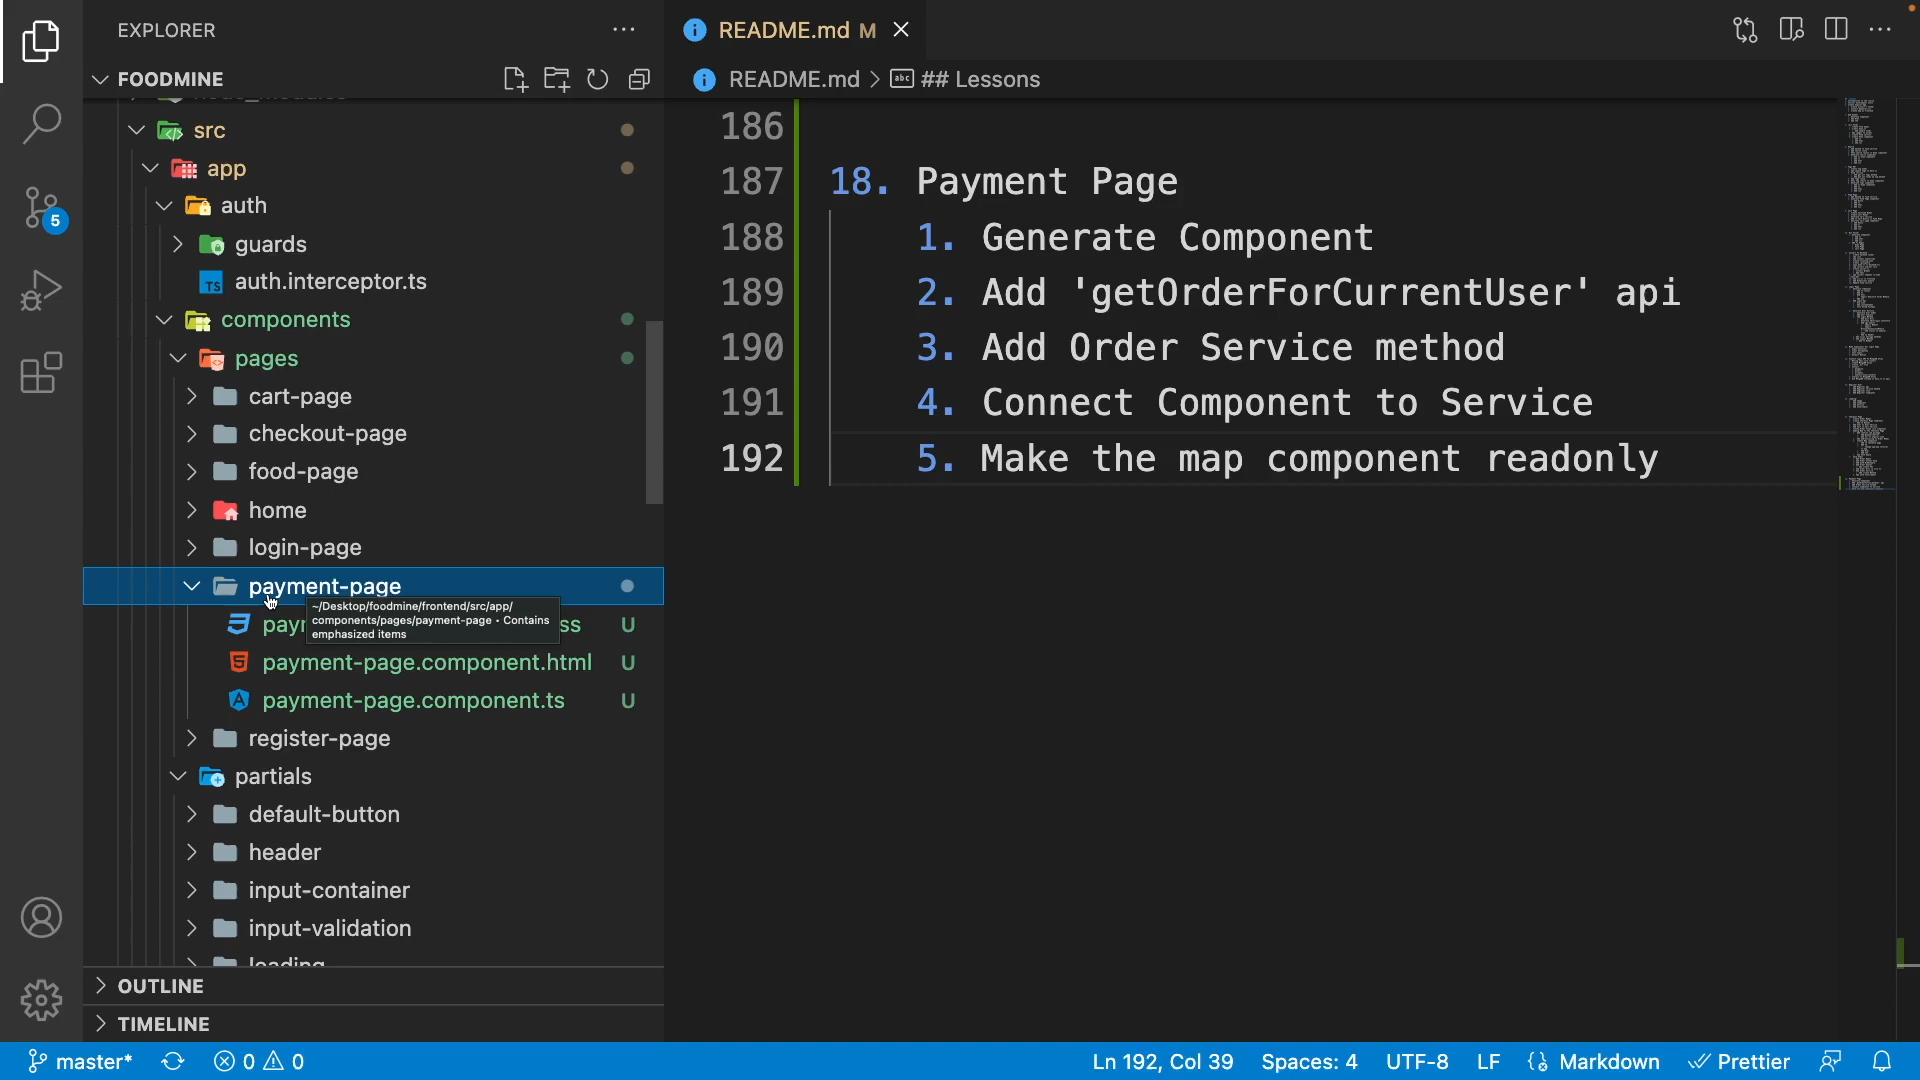 EXPLORER
FOODMINE
src
app
auth
guards
TS auth.interceptor.ts
components
pages
cart-page
checkout-page
food-page
home
login-page
payment-page
~/Desktop/foodmine/frontend/src/app/
components/pages/payment-page • Contains
emphasized items
payment-page.component.html U
payment-page.component.ts U
register-page
partials
default-button
header
input-container
input-validation
loading
OUTLINE
TIMELINE
5
README.md M
README.md > abc ## Lessons
186
187 18. Payment Page
188 1. Generate Component
189 2. Add 'getOrderForCurrentUser' api
190 3. Add Order Service method
191 4. Connect Component to Service
192 5. Make the map component readonly
master* 0 0
Ln 192, Col 39 Spaces: 4 UTF-8 LF Markdown Prettier